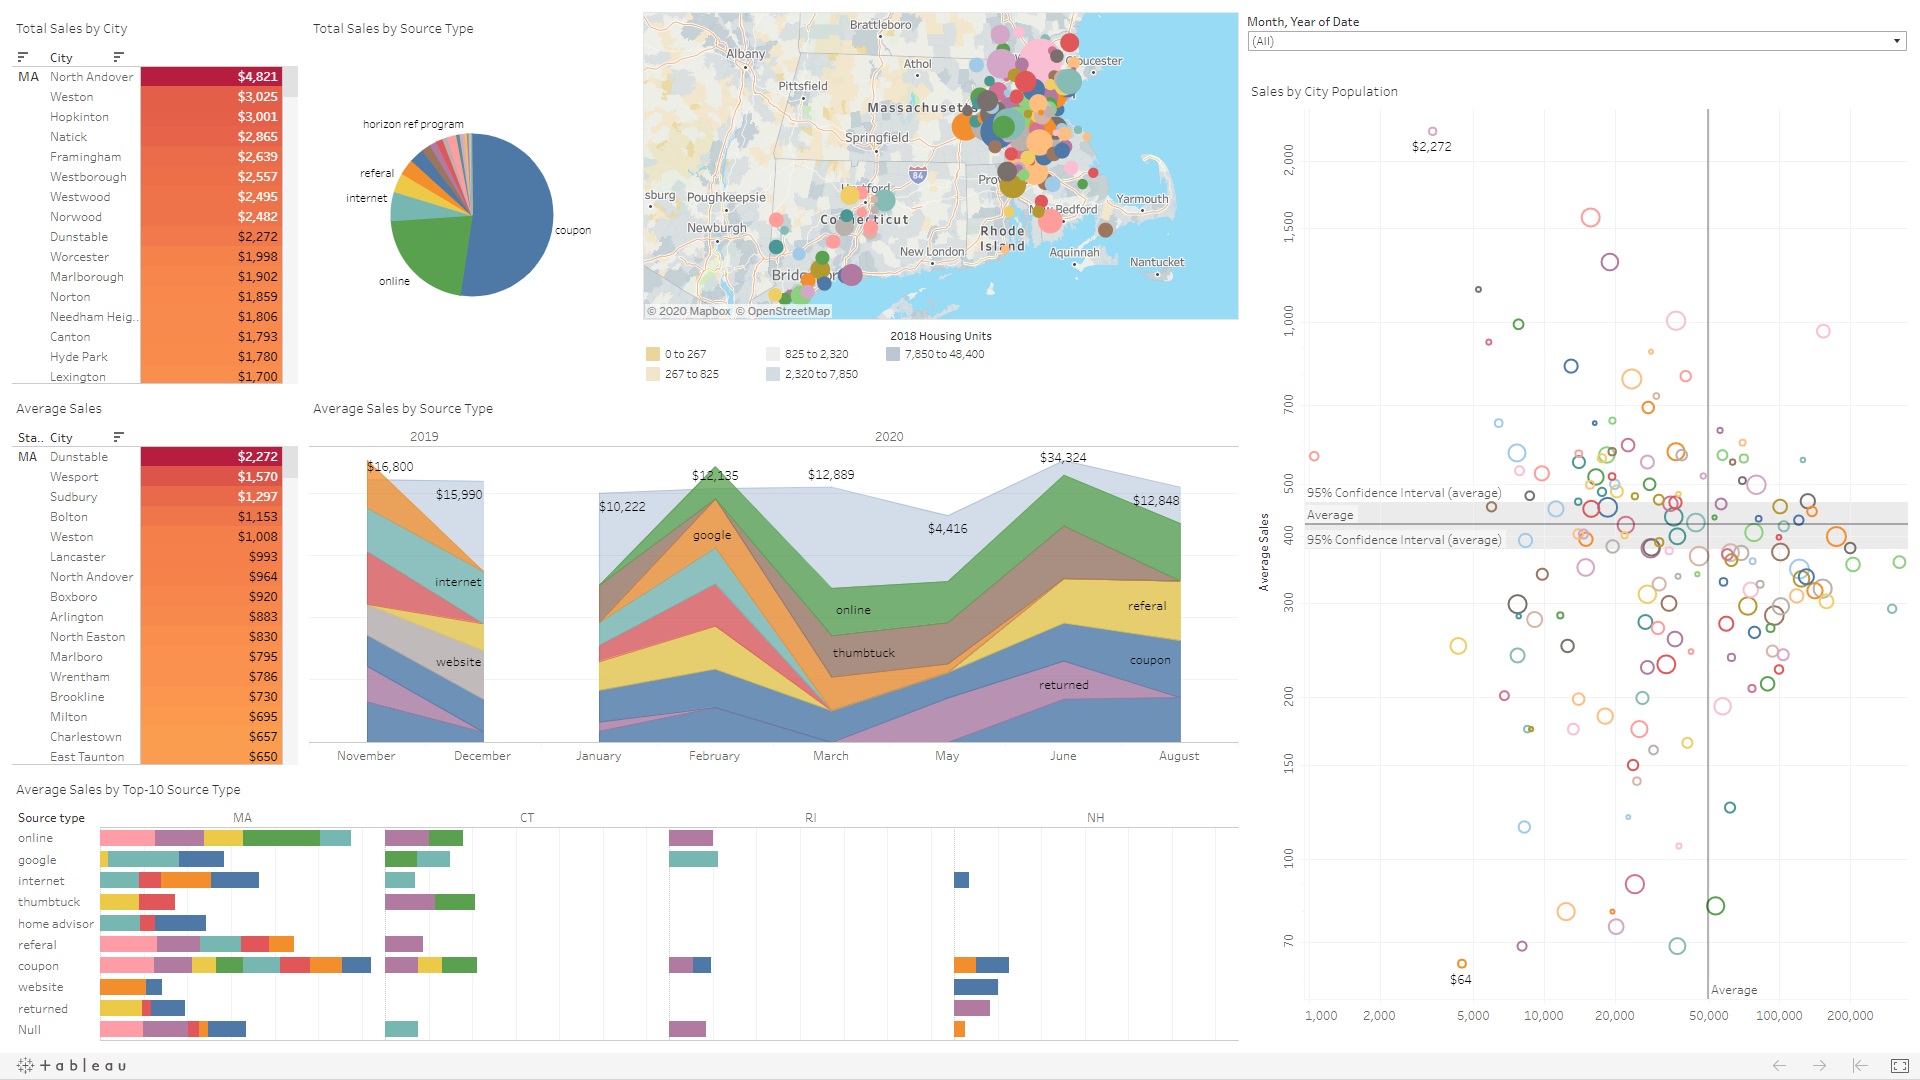 Total Sales by City
City
MA North Andover $4,821
Weston $3,025
Hopkinton $3,001
Natick $2,865
Framingham $2,639
Westborough $2,557
Westwood $2,495
Norwood $2,482
Dunstable $2,272
Worcester $1,998
Marlborough $1,902
Norton $1,859
Needham Heig.. $1,806
Canton $1,793
Hyde Park $1,780
Lexington $1,700
Total Sales by Source Type
horizon ref program
referal
internet
coupon
online
Brattleboro
Albany
Athol
Pittsfield
Massachusetts
Springfield
84
Poughkeepsie
Yarmouth
Newburgh
Rhode
Island
New London
Aquinnah
Nantucket
© 2020 Mapbox © OpenStreetMap
2018 Housing Units
0 to 267
825 to 2,320
7,850 to 48,400
267 to 825
2,320 to 7,850
Average Sales
Sta.. City
MA Dunstable $2,272
Wesport $1,570
Sudbury $1,297
Bolton $1,153
Weston $1,008
Lancaster $993
North Andover $964
Boxboro $920
Arlington $883
North Easton $830
Marlboro $795
Wrentham $786
Brookline $730
Milton $695
Charlestown $657
East Taunton $650
Average Sales by Source Type
2019 2020
$16,800
$15,990
$10,222
$12,135
$12,889
$4,416
$34,324
$12,848
internet
website
google
online
thumbtuck
returned
referal
coupon
November December January February March May June August
Average Sales by Top-10 Source Type
Source type MA CT RI NH
online
google
internet
thumbtuck
home advisor
referal
coupon
website
returned
Null
Month, Year of Date
(All)
Sales by City Population
$2,272
95% Confidence Interval (average)
Average
95% Confidence Interval (average)
$64
Average
Average Sales
2,000
1,500
1,000
700
500
400
300
200
150
100
70
1,000 2,000 5,000 10,000 20,000 50,000 100,000 200,000
+ableau